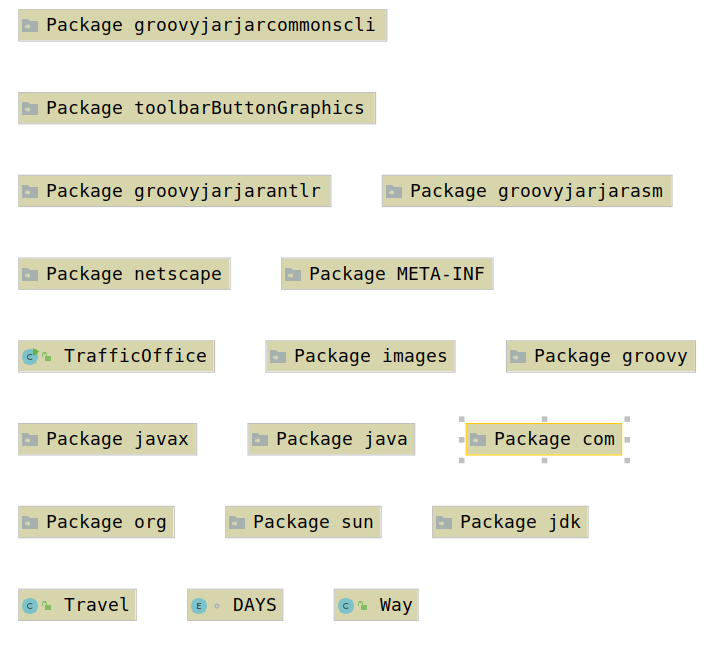 Package groovyjarjarcommonscli
Package toolbarButtonGraphics
Package groovyjarjarantlr Package groovyjarjarasm
Package netscape Package META-INF
C TrafficOffice Package images Package groovy
Package javax Package java Package com
Package org Package sun Package jdk
C Travel E DAYS C Way